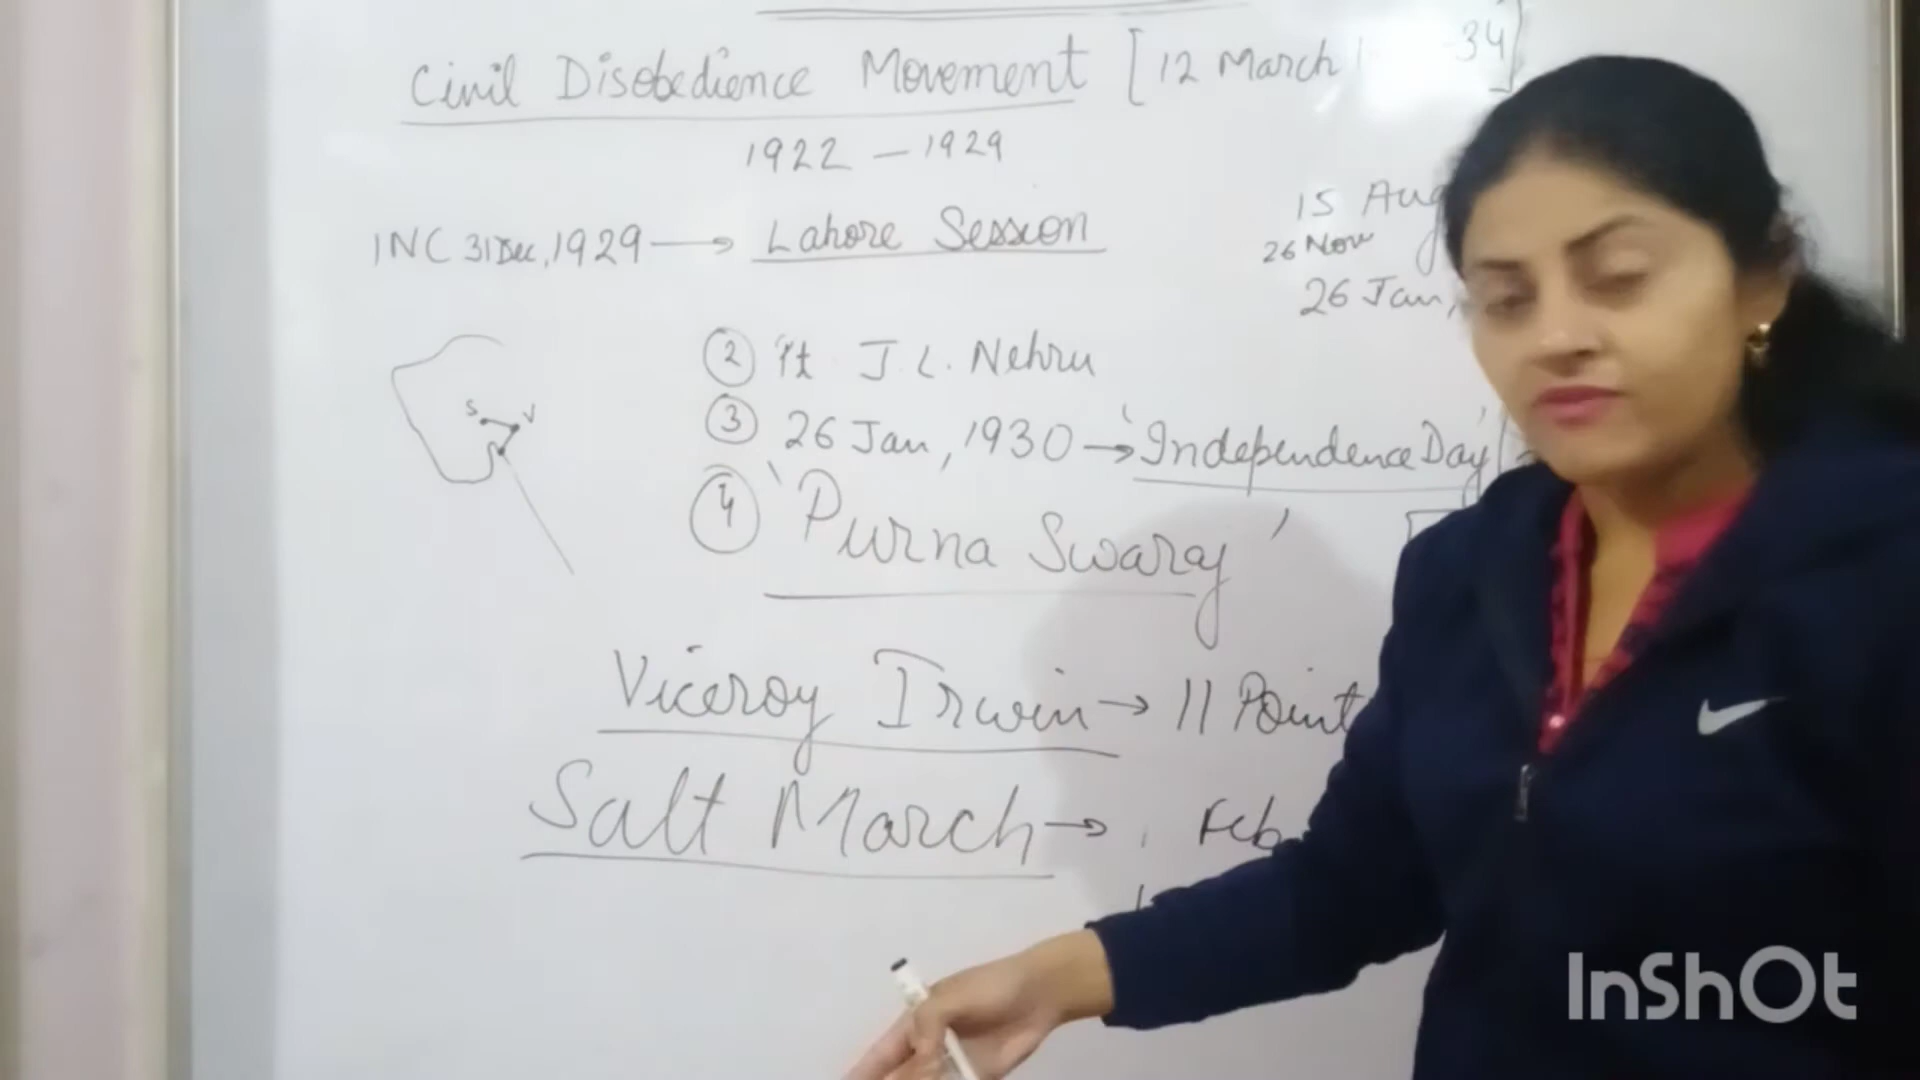 Civil Disobedience Movement [12 March 34]
1922 – 1929
INC 31 Dec, 1929 → Lahore Session
15 Aug
26 Nov
26 Jan,
② Pt J.L. Nehru
③ 26 Jan, 1930 → 'Independence Day'
S V
④ 'Purna Swaraj'
Viceroy Irwin → 11 Point
Salt March → Feb
InShOt